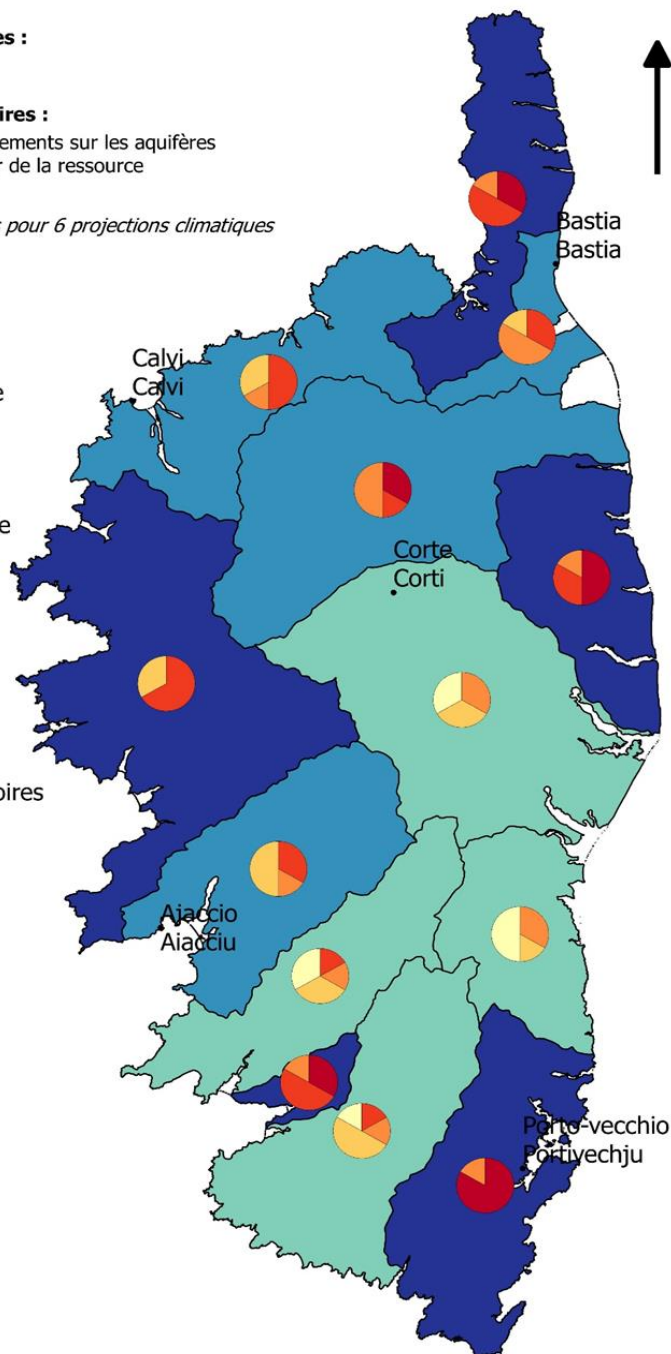 es :
ires :
ements sur les aquifères
r de la ressource
s pour 6 projections climatiques
Bastia
Bastia
Calvi
Calvi
e
e
Corte
Corti
oires
Ajaccio
Aiacciu
Porto-vecchio
Portivechju